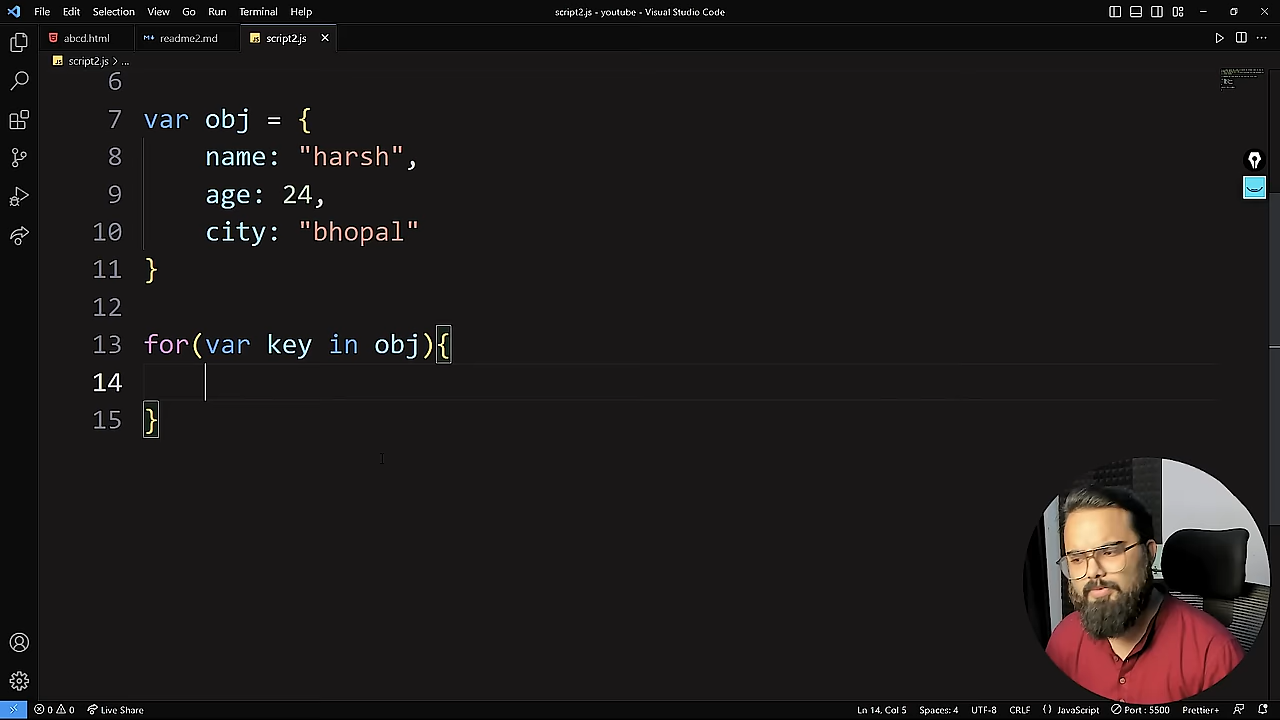 File Edit Selection View Go Run Terminal Help
script2.js - youtube - Visual Studio Code
abcd.html
readme2.md
script2.js
script2.js > ...
6
7 var obj = {
8     name: "harsh",
9     age: 24,
10     city: "bhopal"
11 }
12
13 for(var key in obj){
14
15 }
0 0 Live Share
Ln 14, Col 5 Spaces: 4 UTF-8 CRLF {} JavaScript Port : 5500 Prettier+